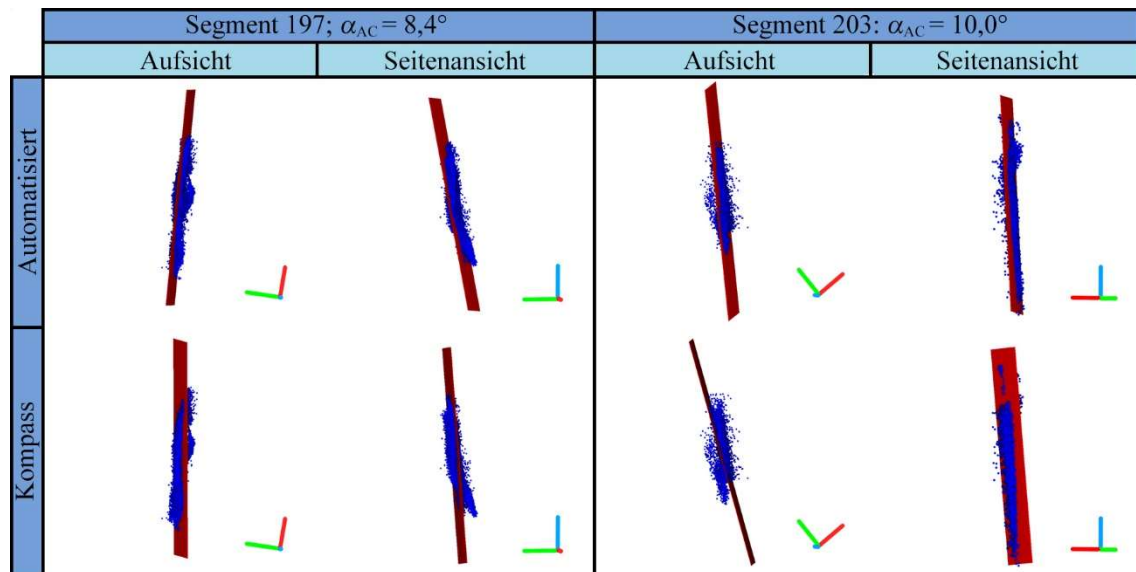 Segment 197; αAC = 8,4°
Segment 203: αAC = 10,0°
Aufsicht
Seitenansicht
Aufsicht
Seitenansicht
Automatisiert
Kompass